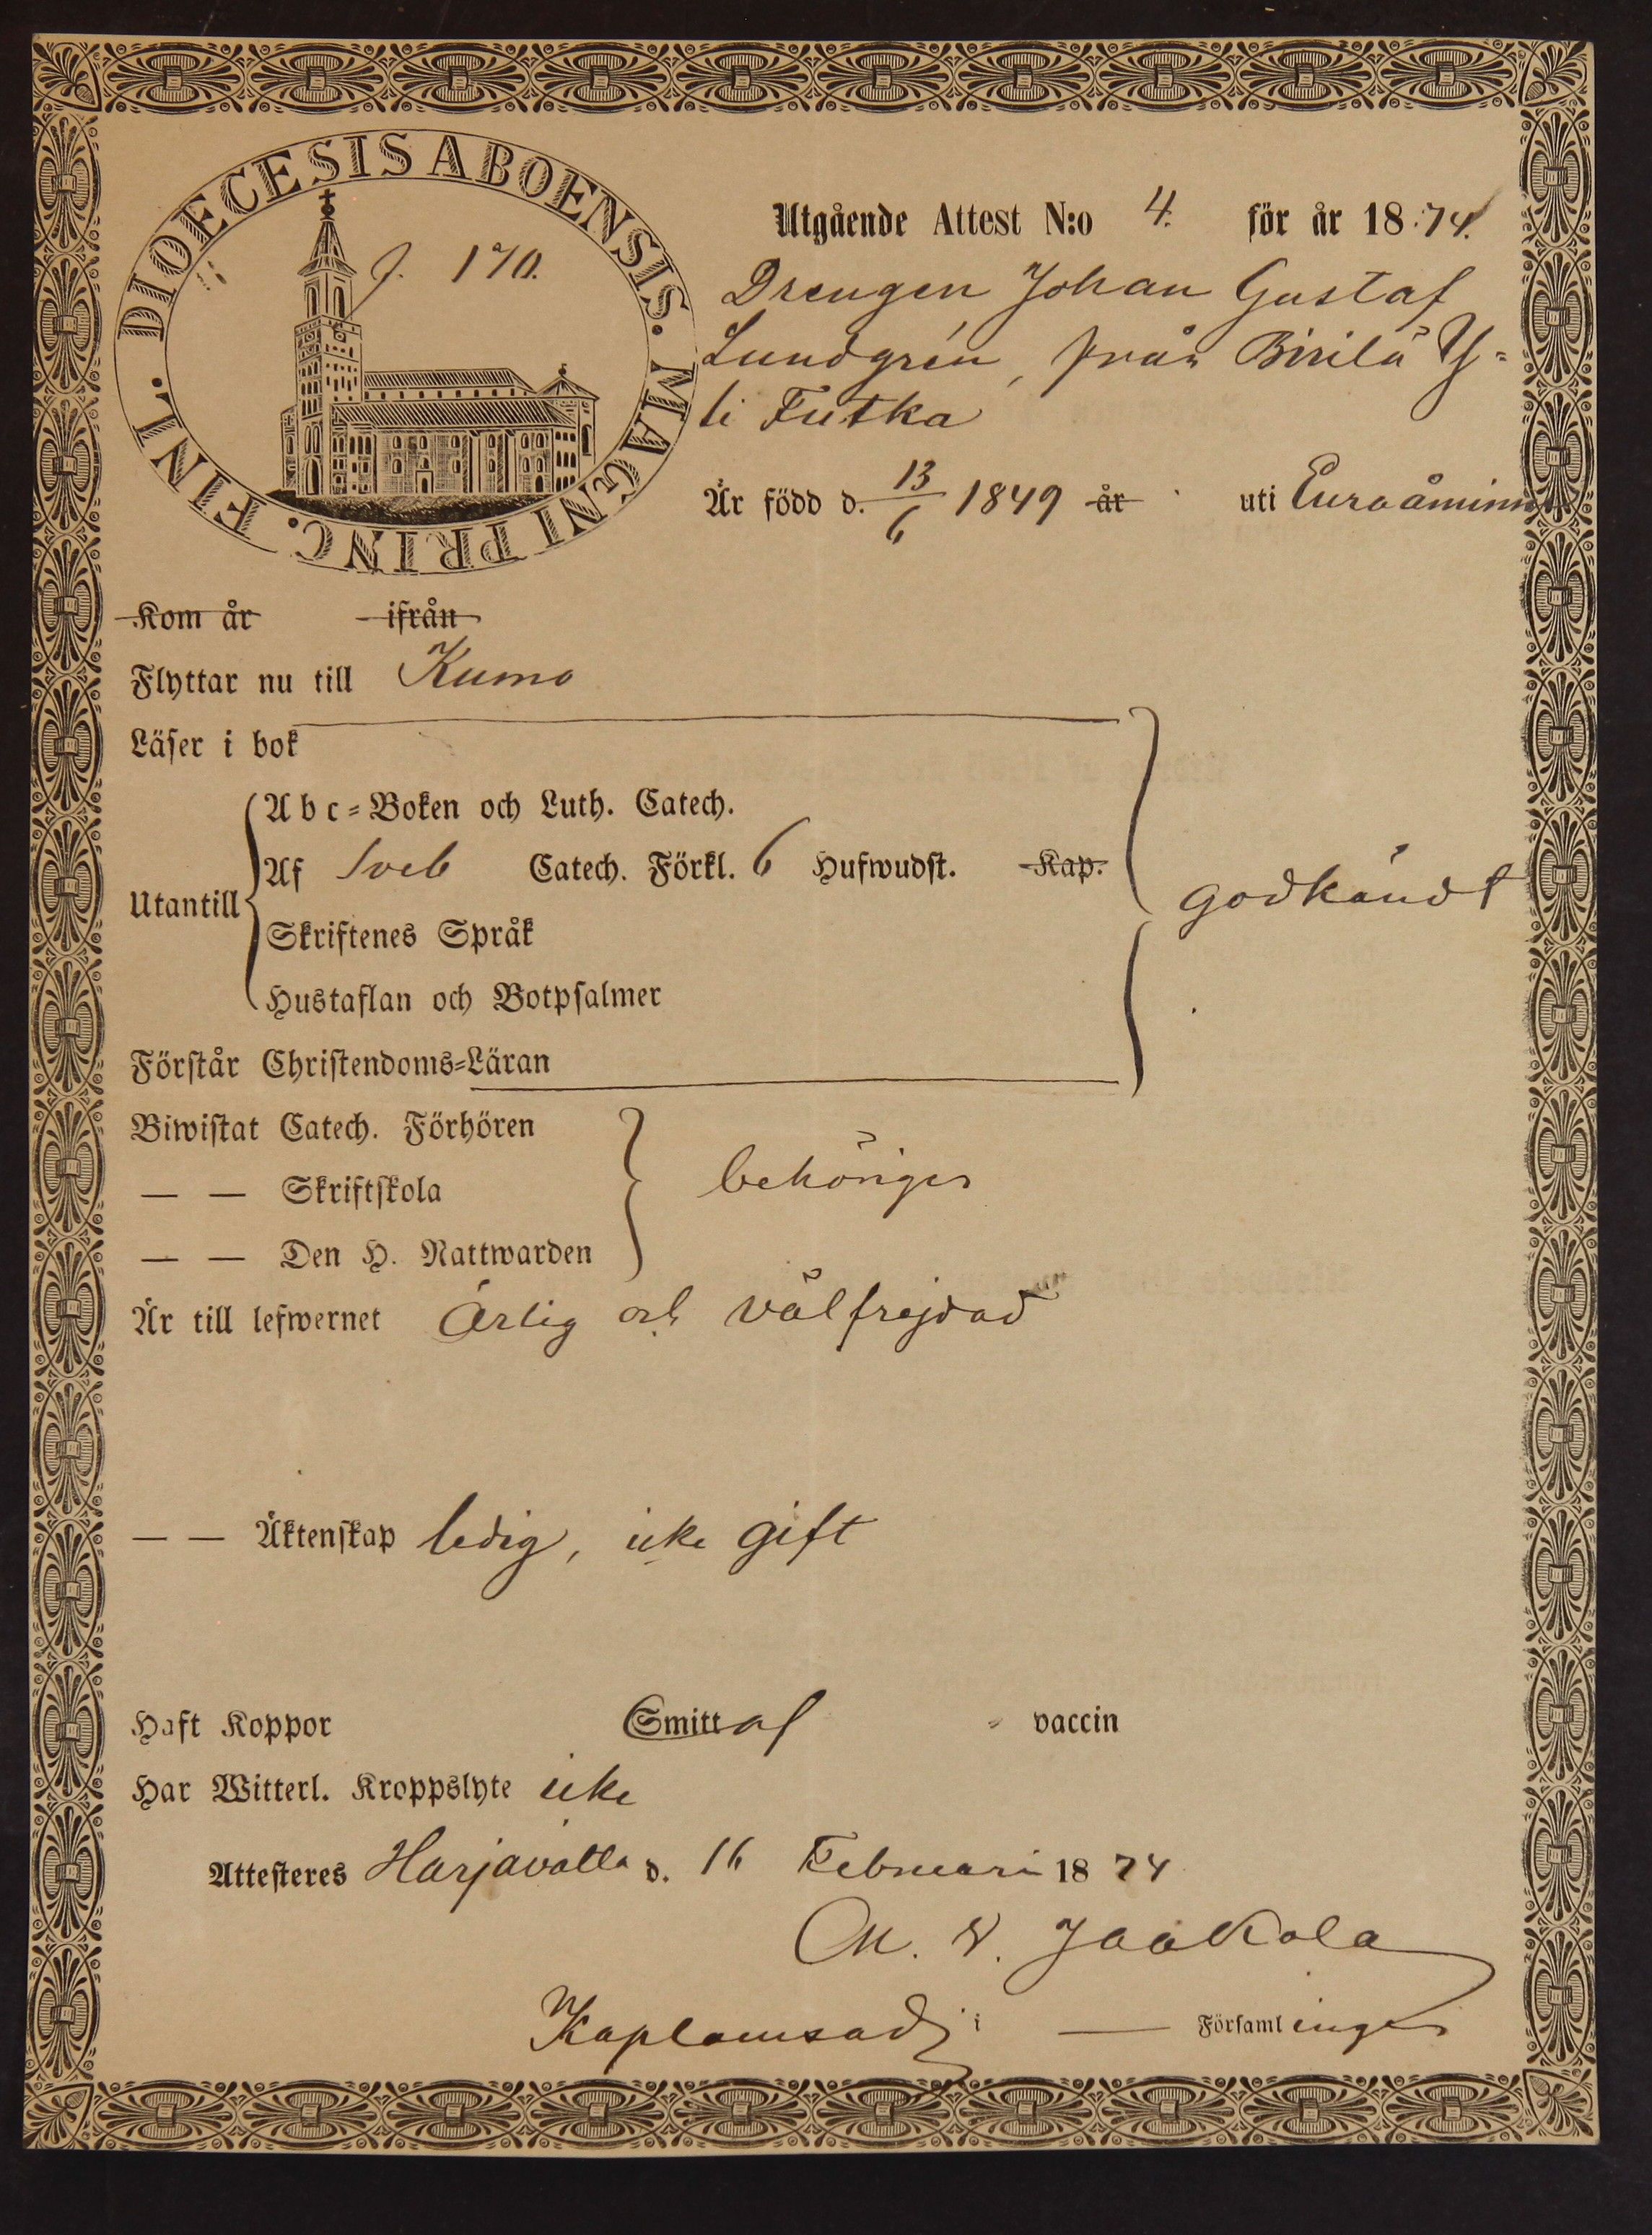 DIOECESIS ABOENSIS. MAGNI PRINC. FINL.
170.
Utgående Attest N:o 4. för år 1874.
Drengen Johan Gustaf
Lundgrén, från Birilä Y=
li Futka
Är född d. 13/6 1849 år uti Euraåminne
Kom år ifrån
Flyttar nu till Kumo
Läser i bok
Abc=Boken och Luth. Catech.
Utantill Af Sveb Catech. Förkl. 6 Hufwudst. Kap. godkändt
Skriftenes Språk
Hustaflan och Botpsalmer
Förstår Christendoms=Läran
Biwistat Catech. Förhören
— — Skriftskola behörigen
— — Den H. Nattwarden
Är till lefwernet Ärlig och välfrejdad
— — Äktenskap ledig, icke gift
Haft Koppor Smitt af vaccin
Har Witterl. Kroppslyte icke
Attesteres Harjavalta d. 16 Februari 1874
M. W. Jaakola
i — Församlingen